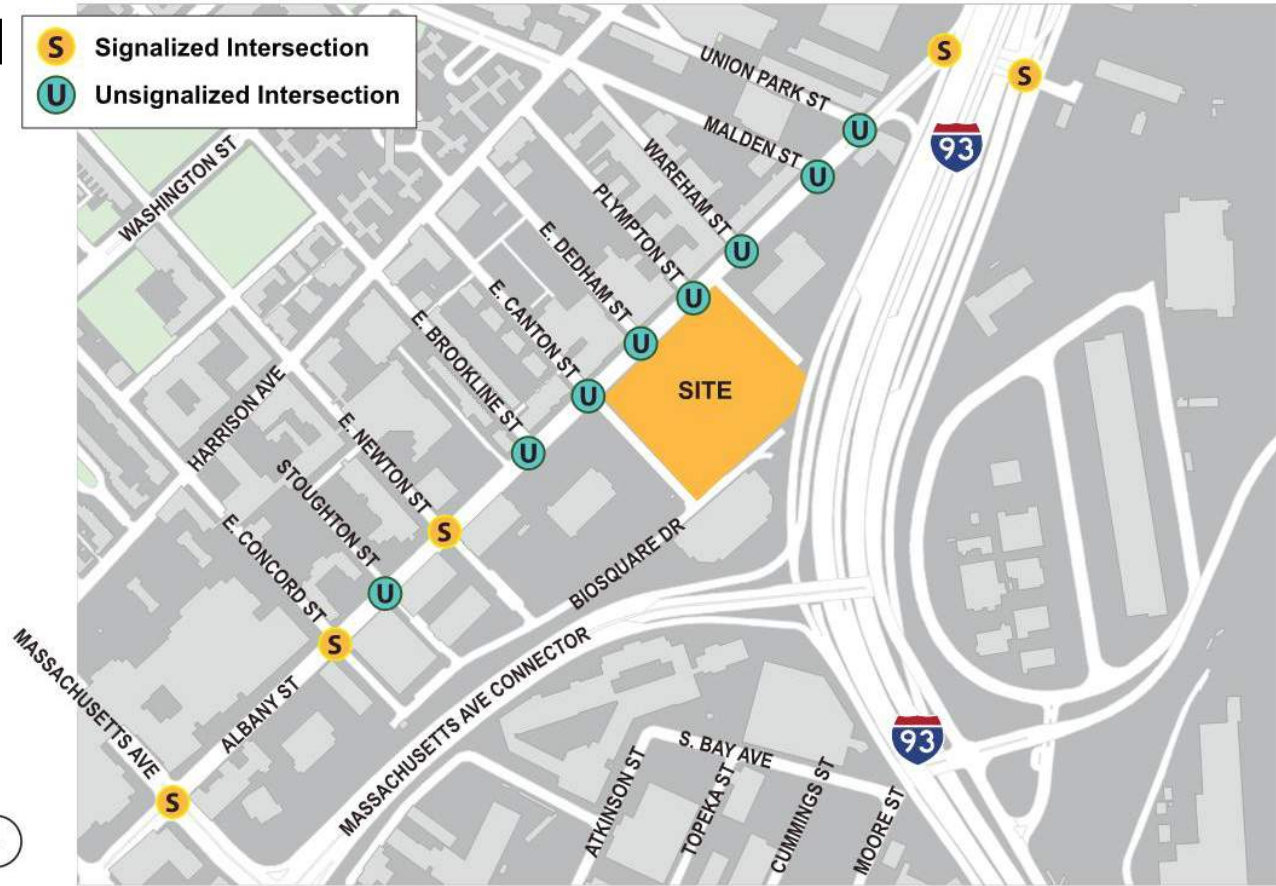 S Signalized Intersection
U Unsignalized Intersection
S
S
UNION PARK ST
U
93
MALDEN ST
U
WASHINGTON ST
WAREHAM ST
U
PLYMPTON ST
U
E. DEDHAM ST
U
E. CANTON ST
U
SITE
E. BROOKLINE ST
U
HARRISON AVE
E. NEWTON ST
S
STOUGHTON ST
U
E. CONCORD ST
S
BIOSQUARE DR
MASSACHUSETTS AVE
S
ALBANY ST
MASSACHUSETTS AVE CONNECTOR
93
S. BAY AVE
ATKINSON ST
TOPEKA ST
CUMMINGS ST
MOORE ST